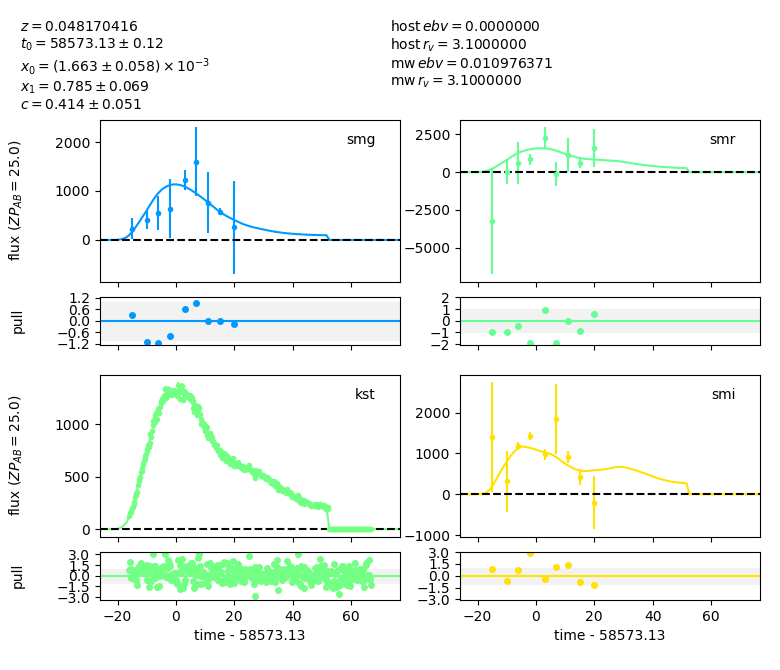 z = 0.048170416
t₀ = 58573.13 ± 0.12
x₀ = (1.663 ± 0.058) × 10⁻³
x₁ = 0.785 ± 0.069
c = 0.414 ± 0.051
host ebv = 0.0000000
host r_v = 3.1000000
mw ebv = 0.010976371
mw r_v = 3.1000000
flux (ZP_AB = 25.0)
2000
1000
0
smg
2500
0
−2500
−5000
smr
pull
1.2
0.6
0.0
−0.6
−1.2
2
1
0
−1
−2
flux (ZP_AB = 25.0)
1000
500
0
kst
2000
1000
0
−1000
smi
pull
3.0
1.5
0.0
−1.5
−3.0
−20 0 20 40 60
time - 58573.13
3.0
1.5
0.0
−1.5
−3.0
−20 0 20 40 60
time - 58573.13